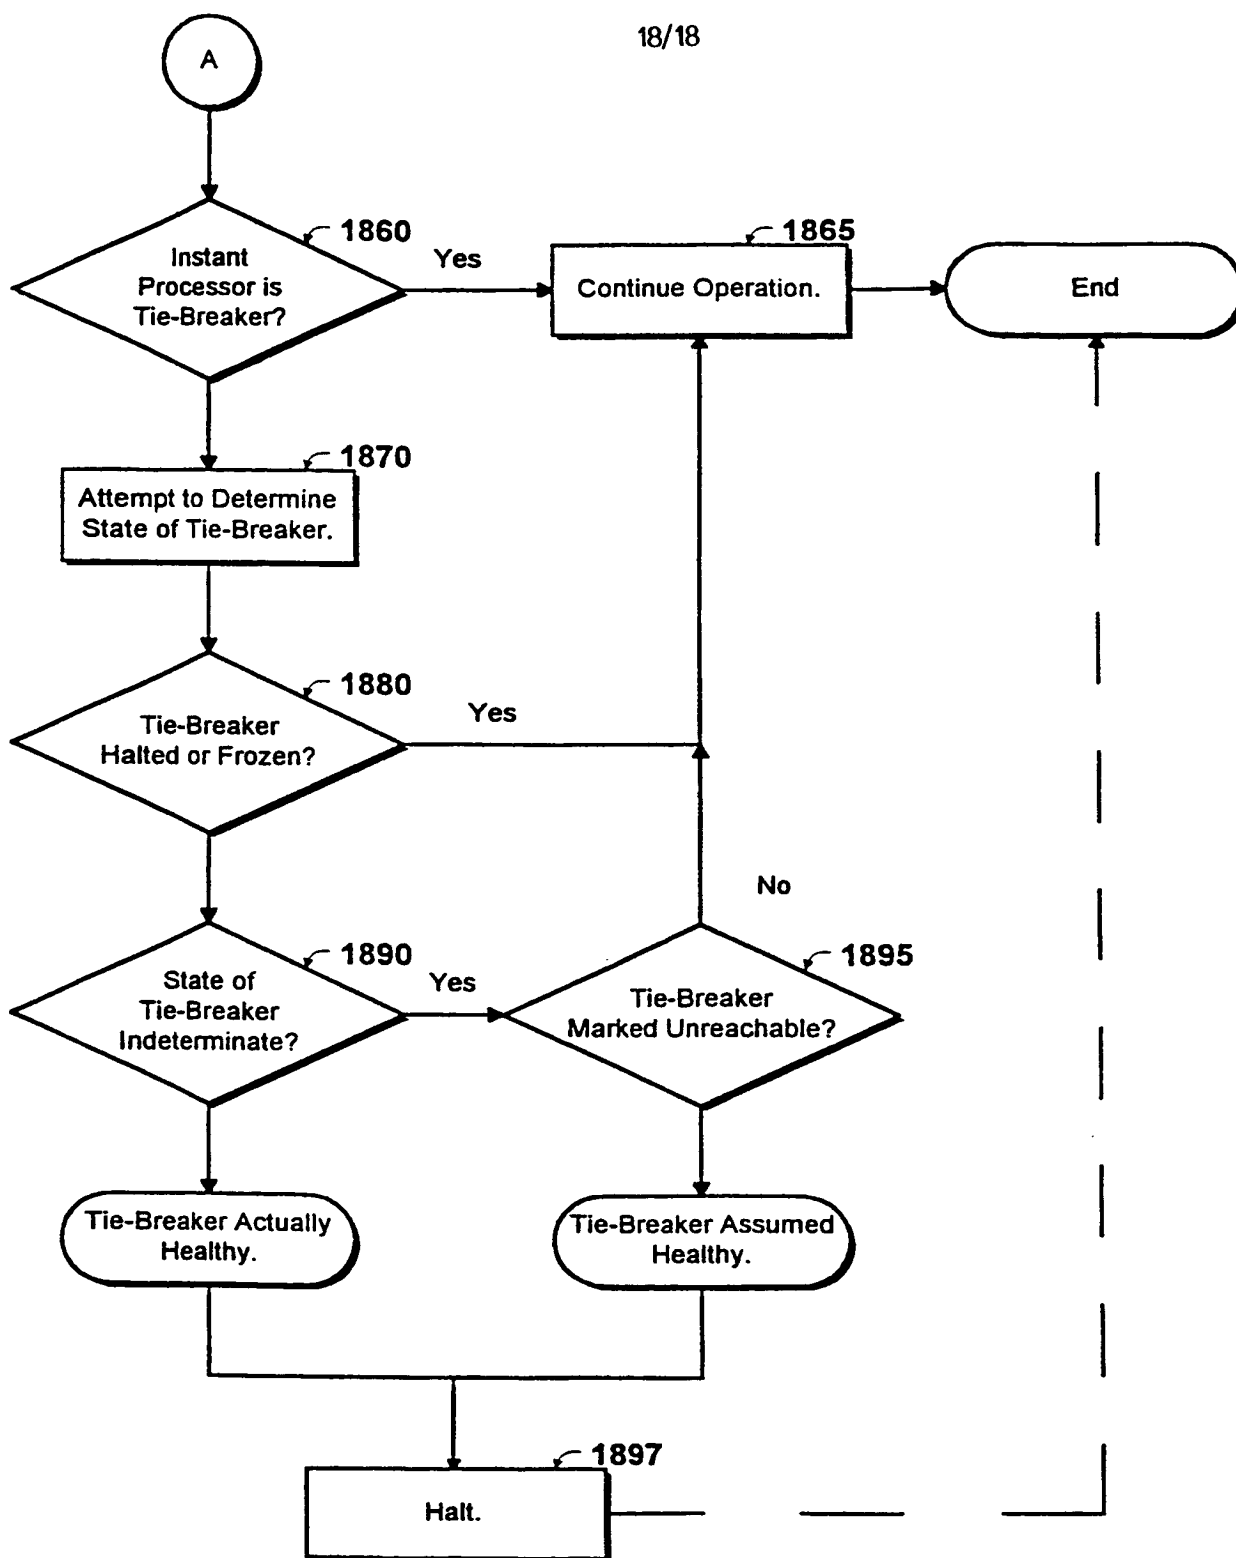 18/18
A
1860
Instant
Processor is
Tie-Breaker?
Yes
1865
Continue Operation.
End
1870
Attempt to Determine
State of Tie-Breaker.
1880
Tie-Breaker
Halted or Frozen?
Yes
No
1890
State of
Tie-Breaker
Indeterminate?
Yes
1895
Tie-Breaker
Marked Unreachable?
Tie-Breaker Actually
Healthy.
Tie-Breaker Assumed
Healthy.
1897
Halt.